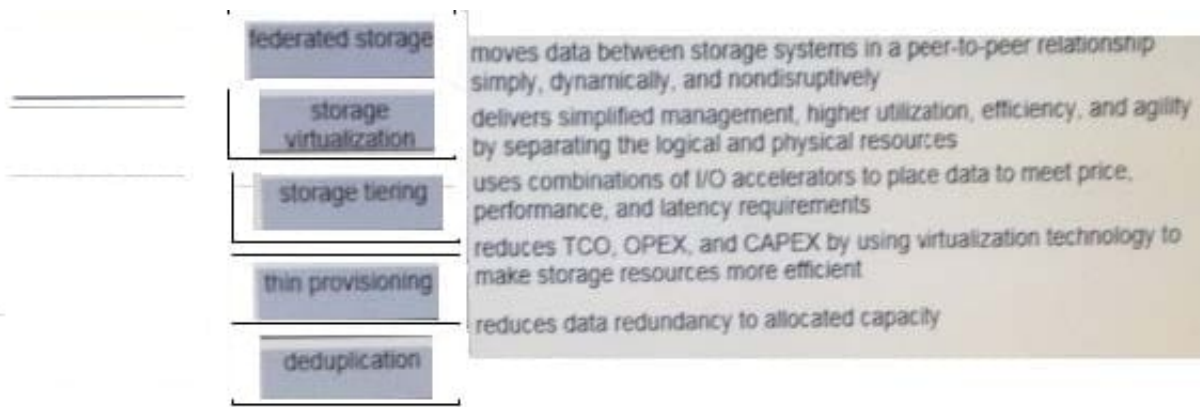 federated storage
moves data between storage systems in a peer-to-peer relationship
simply, dynamically, and nondisruptively
storage
virtualization
delivers simplified management, higher utilization, efficiency, and agility
by separating the logical and physical resources
storage tiering
uses combinations of I/O accelerators to place data to meet price,
performance, and latency requirements
thin provisioning
reduces TCO, OPEX, and CAPEX by using virtualization technology to
make storage resources more efficient
deduplication
reduces data redundancy to allocated capacity